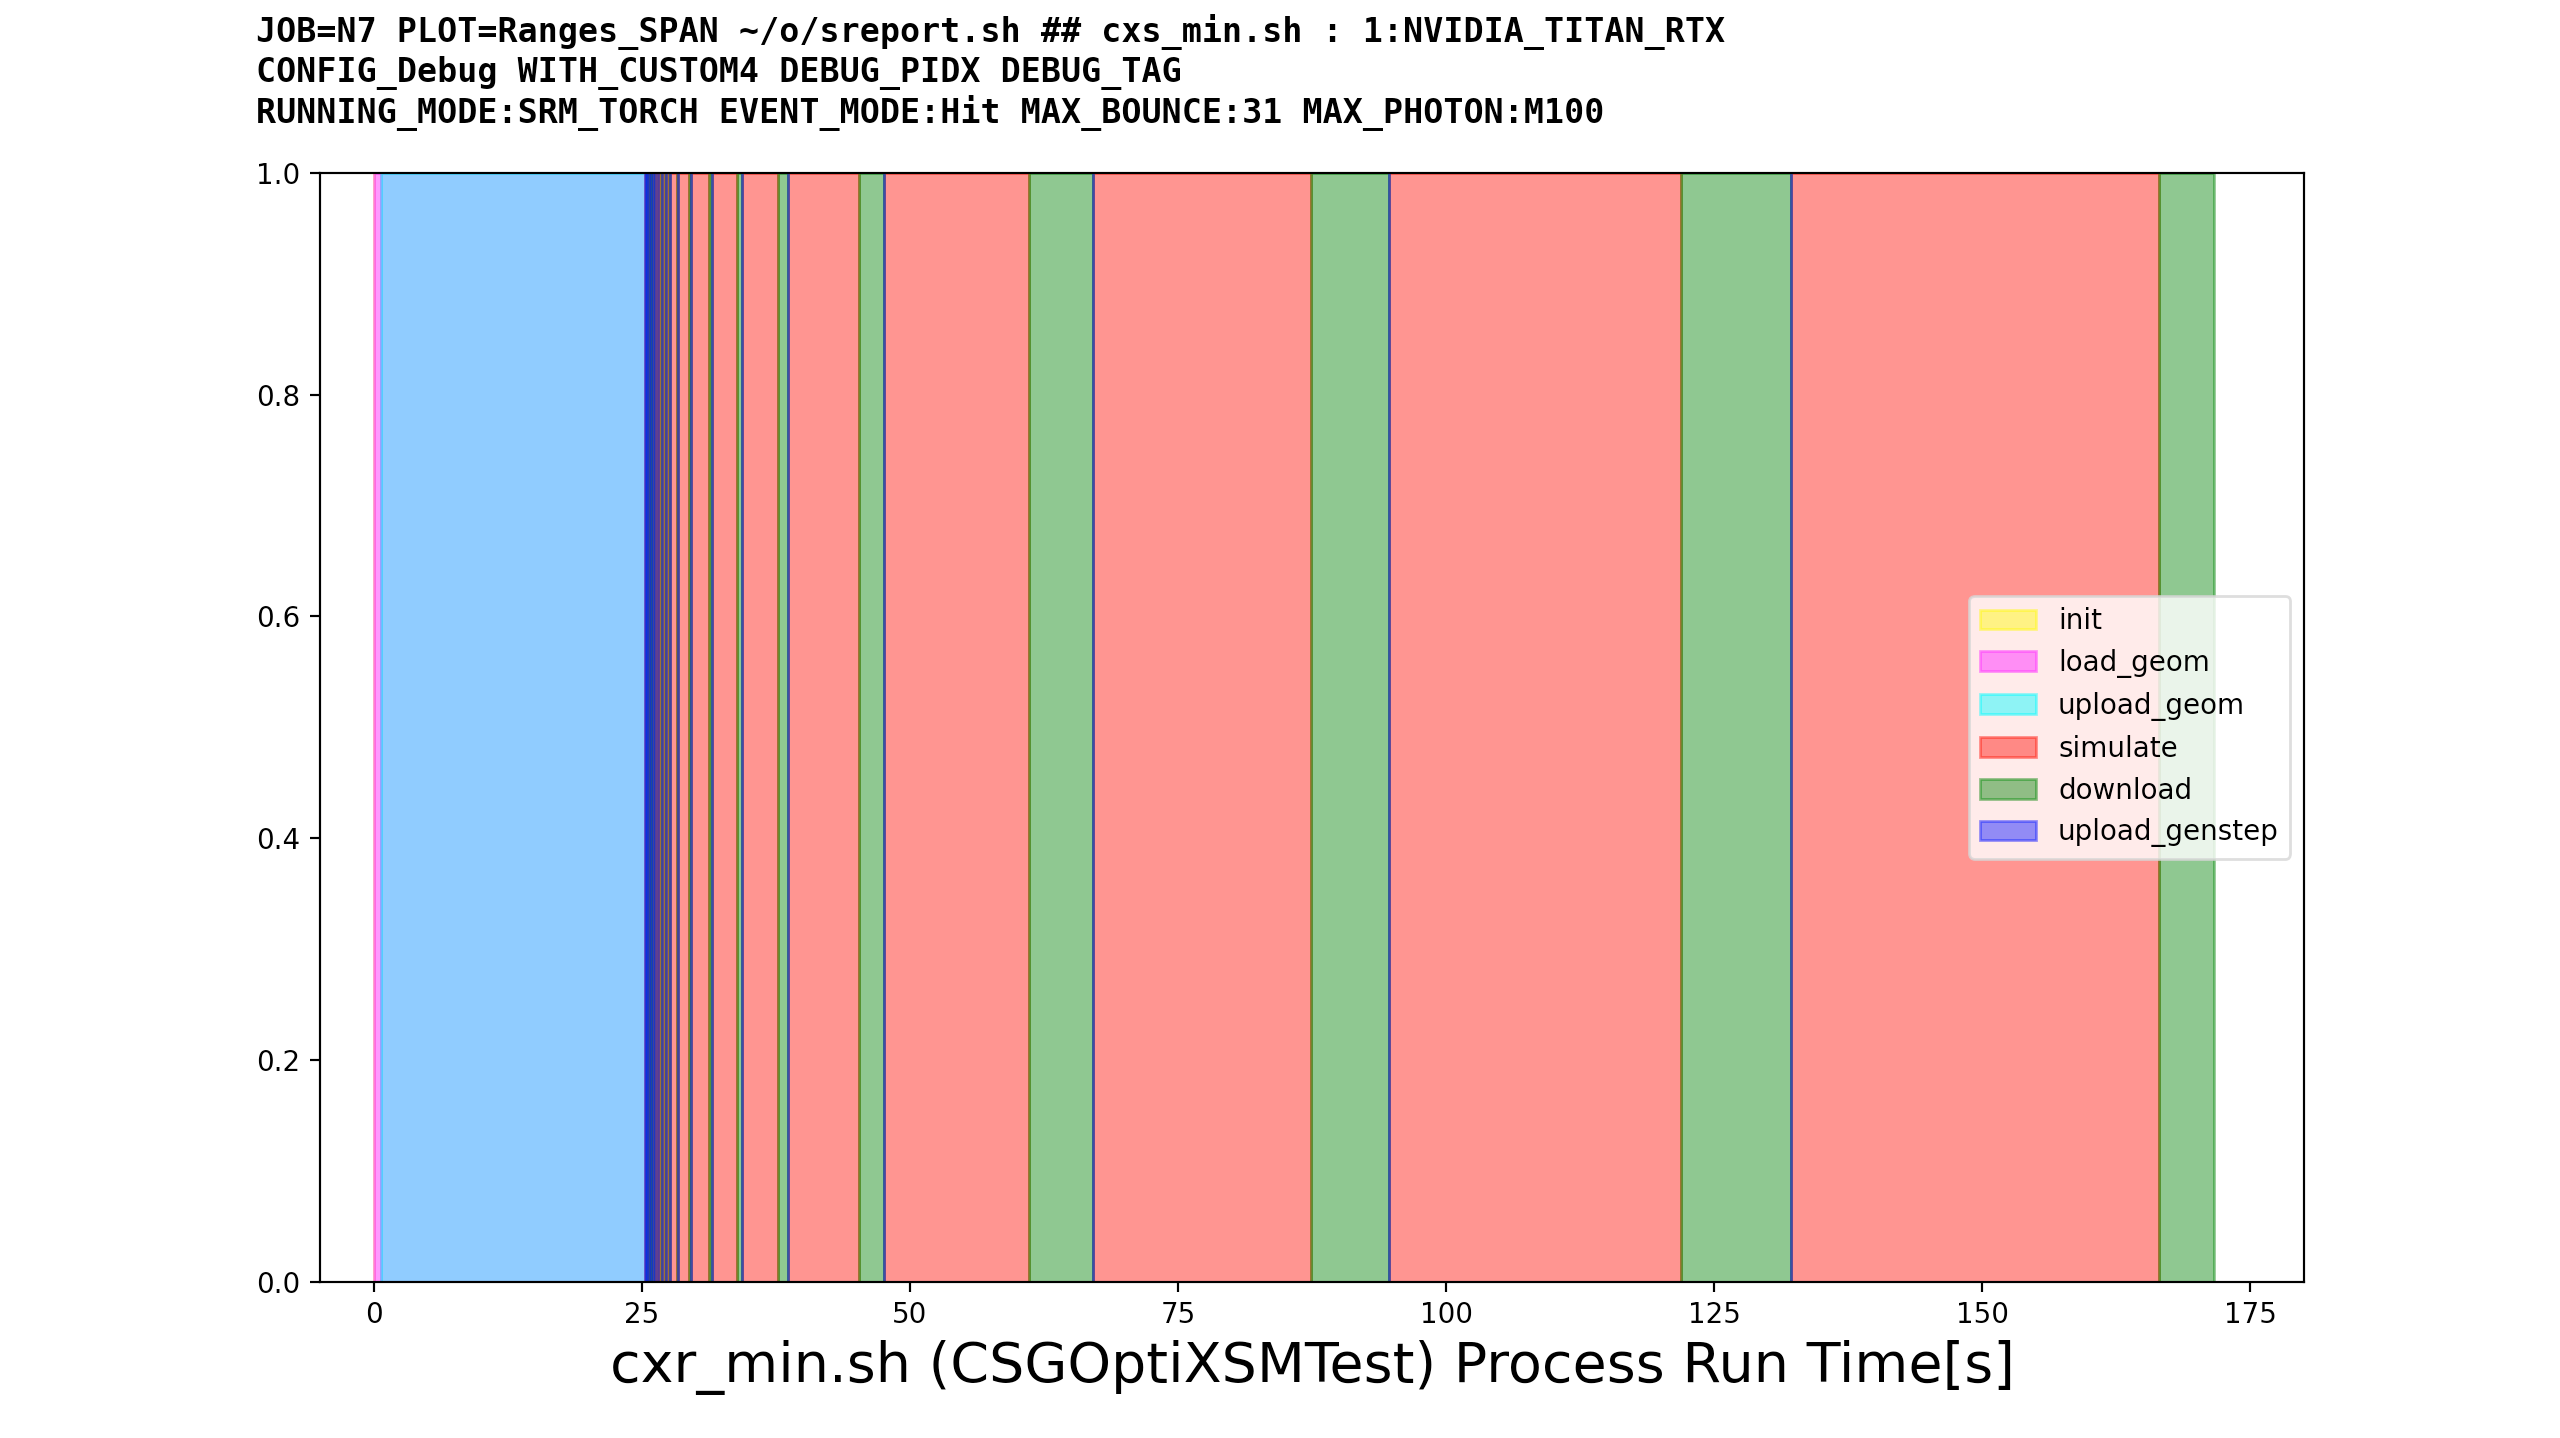 JOB=N7 PLOT=Ranges_SPAN ~/o/sreport.sh ## cxs_min.sh : 1:NVIDIA_TITAN_RTX
CONFIG_Debug WITH_CUSTOM4 DEBUG_PIDX DEBUG_TAG
RUNNING_MODE:SRM_TORCH EVENT_MODE:Hit MAX_BOUNCE:31 MAX_PHOTON:M100
1.0
0.8
0.6
0.4
0.2
0.0
init
load_geom
upload_geom
simulate
download
upload_genstep
0 25 50 75 100 125 150 175
cxr_min.sh (CSGOptiXSMTest) Process Run Time[s]